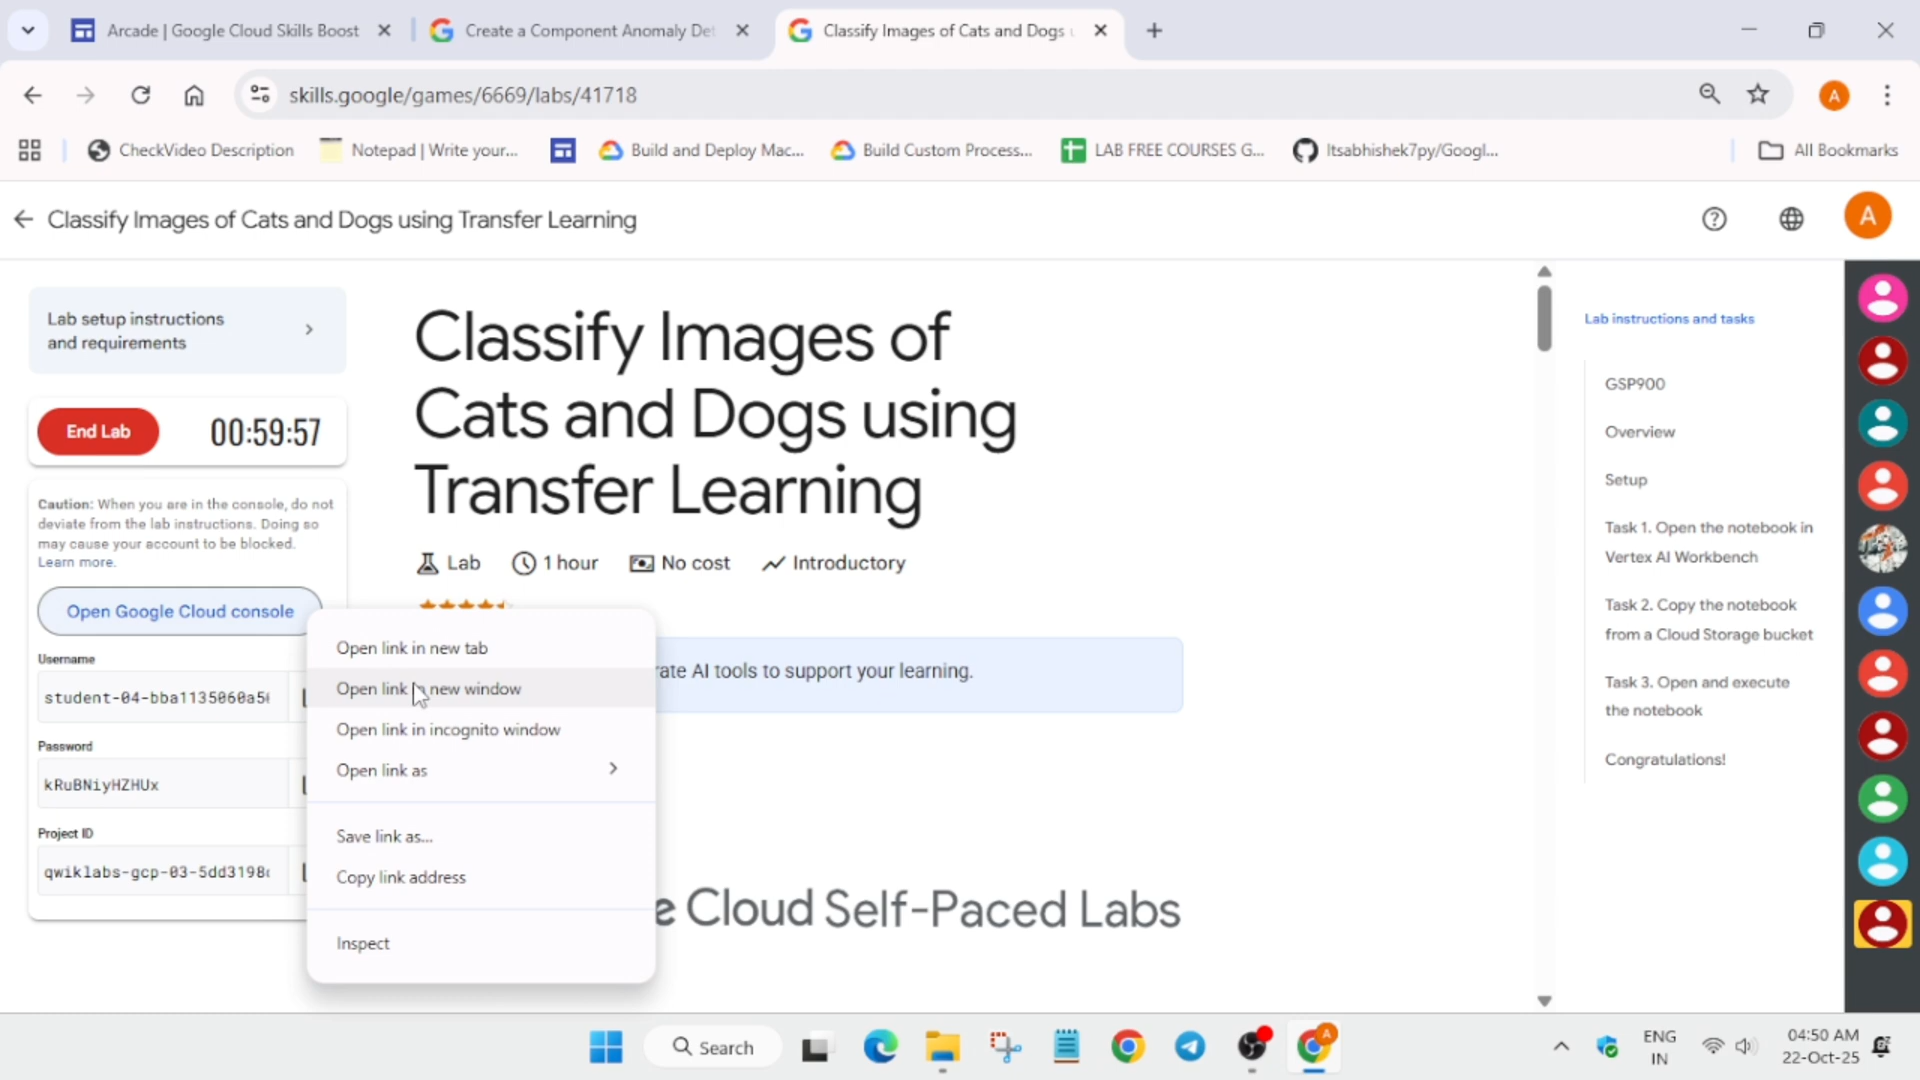 Arcade | Google Cloud Skills Boost
Create a Component Anomaly Det
Classify Images of Cats and Dogs u
skills.google/games/6669/labs/41718
A
CheckVideo Description
Notepad | Write your...
Build and Deploy Mac...
Build Custom Process...
LAB FREE COURSES G...
Itsabhishek7py/Googl...
All Bookmarks
Classify Images of Cats and Dogs using Transfer Learning
A
Lab setup instructions
and requirements
End Lab
00:59:57
Caution: When you are in the console, do not
deviate from the lab instructions. Doing so
may cause your account to be blocked.
Learn more.
Open Google Cloud console
Username
student-04-bba1135060a5
Password
kRuBNiyHZHUx
Project ID
qwiklabs-gcp-03-5dd3198
Open link in new tab
Open link in new window
Open link in incognito window
Open link as
Save link as...
Copy link address
Inspect
Classify Images of
Cats and Dogs using
Transfer Learning
Lab
1 hour
No cost
Introductory
rate AI tools to support your learning.
e Cloud Self-Paced Labs
Lab instructions and tasks
GSP900
Overview
Setup
Task 1. Open the notebook in
Vertex AI Workbench
Task 2. Copy the notebook
from a Cloud Storage bucket
Task 3. Open and execute
the notebook
Congratulations!
Search
A
ENG
IN
04:50 AM
22-Oct-25